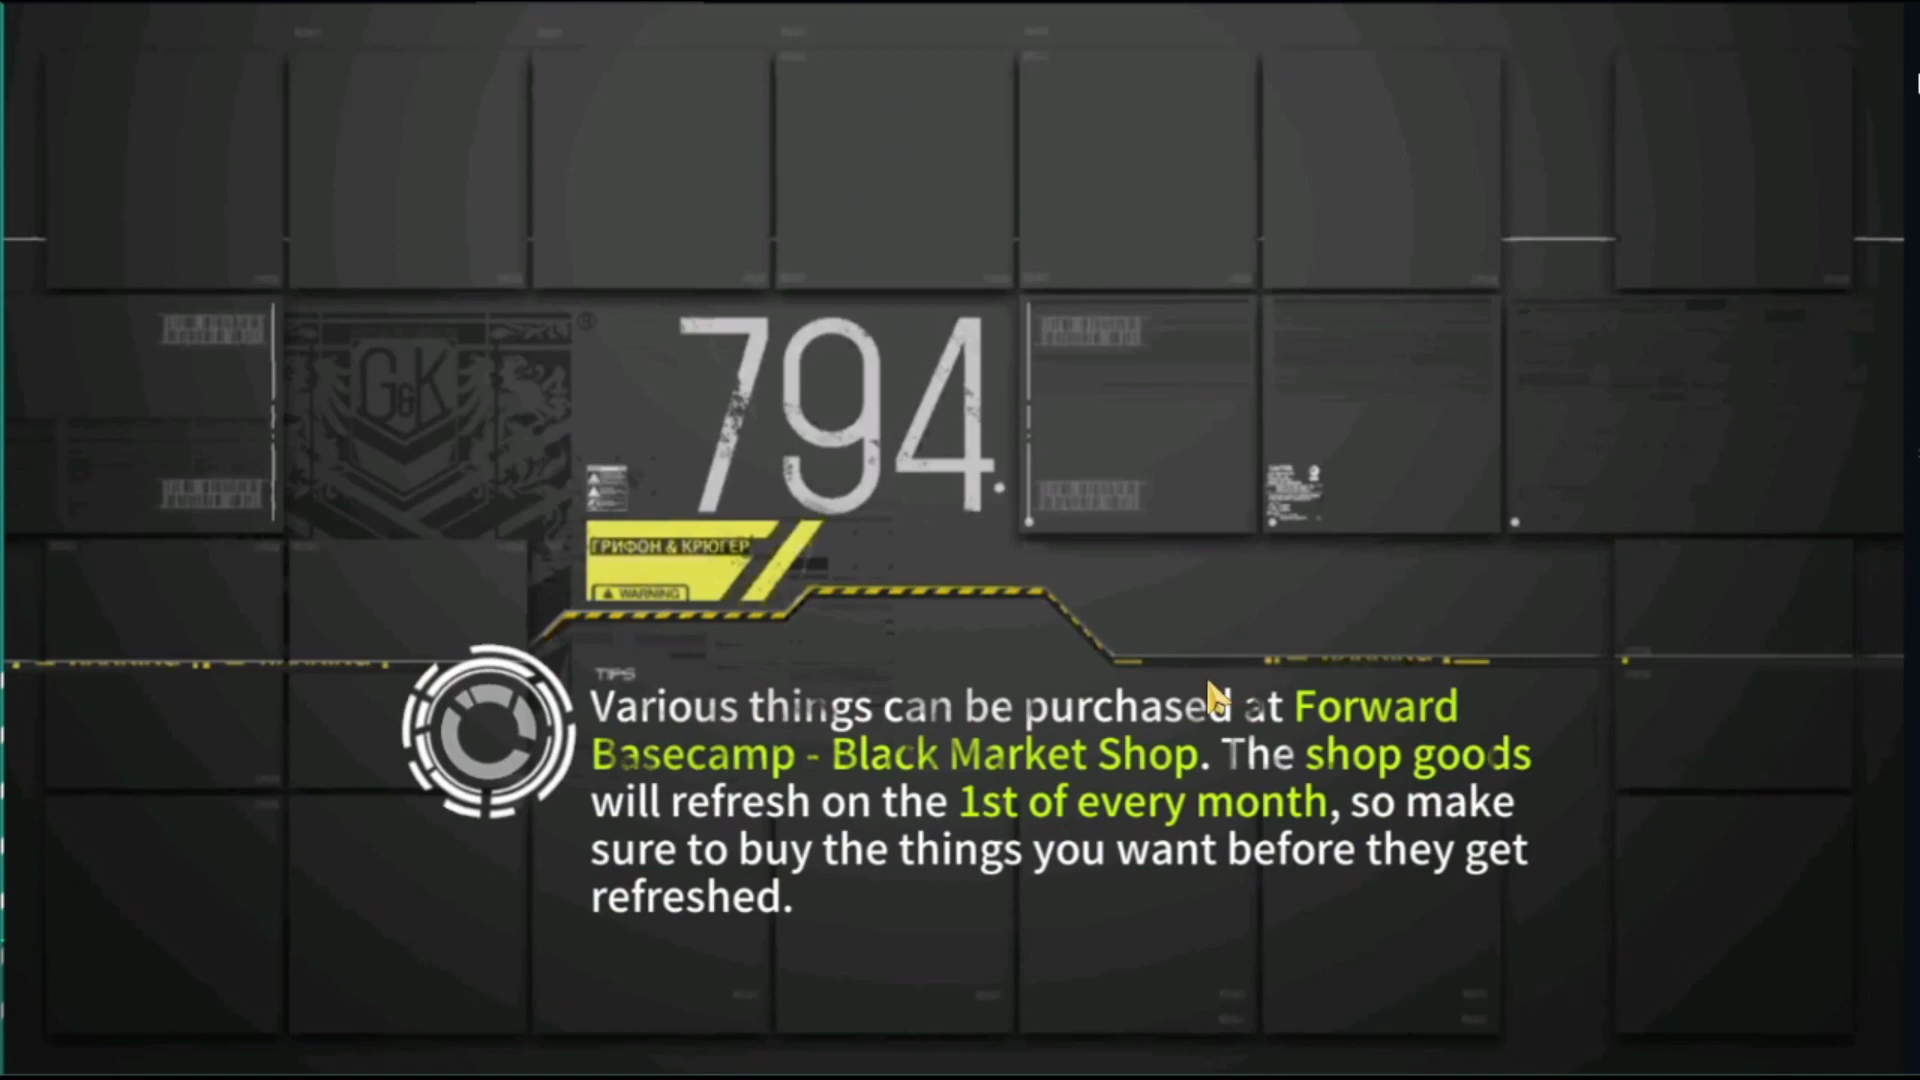 G&K
794.
ГРИФОН & КРЮГЕР
WARNING
TIPS
Various things can be purchased at Forward
Basecamp - Black Market Shop. The shop goods
will refresh on the 1st of every month, so make
sure to buy the things you want before they get
refreshed.